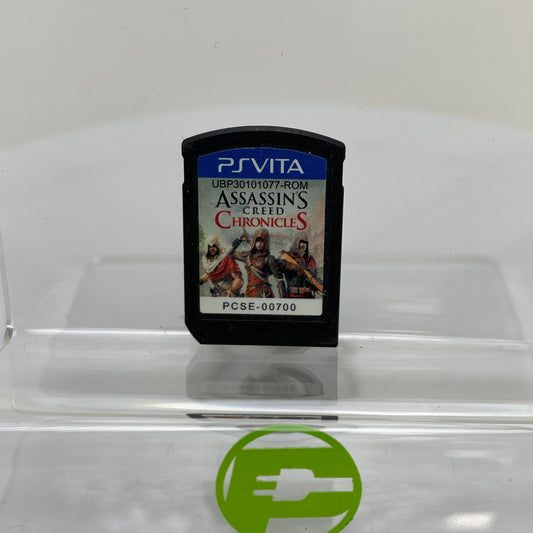 PSVITA
UBP30101077-ROM
ASSASSIN'S
CREED
CHRONICLES
PCSE-00700